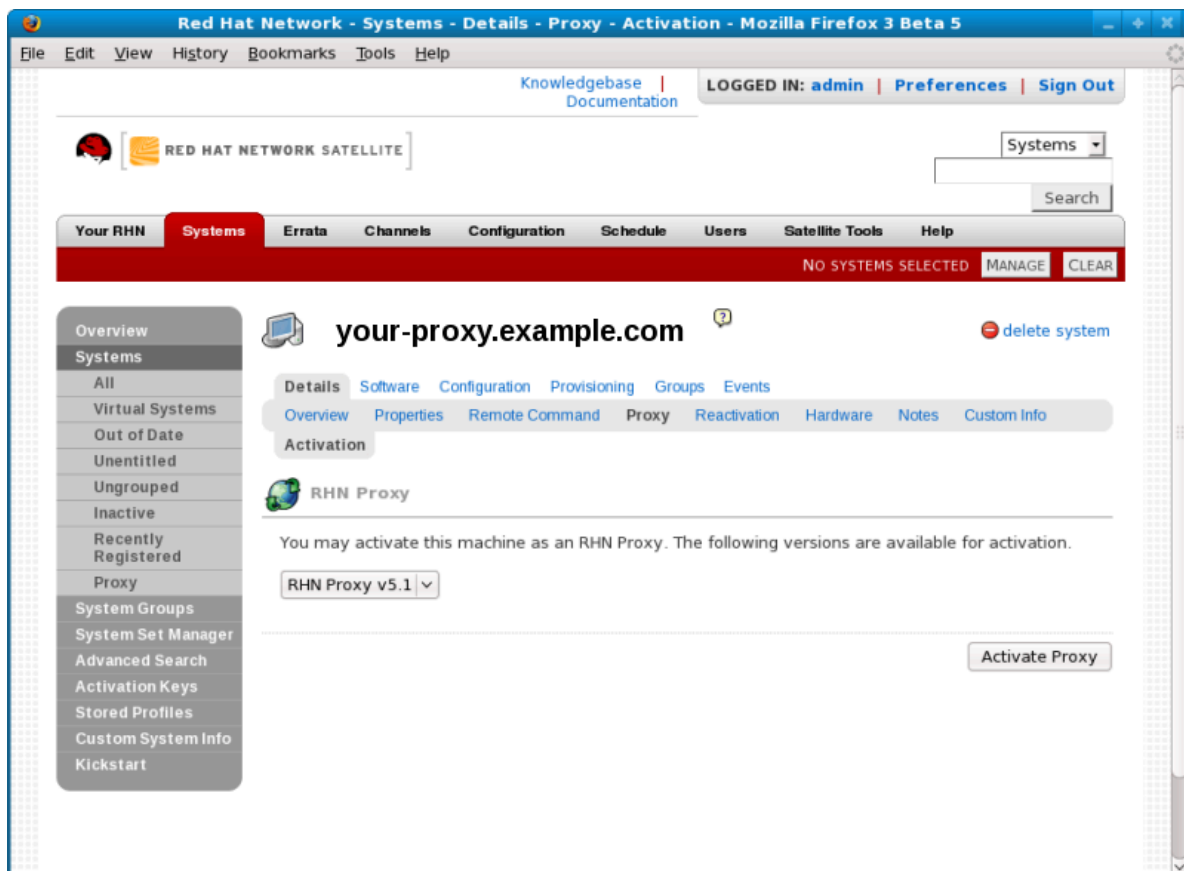 Red Hat Network - Systems - Details - Proxy - Activation - Mozilla Firefox 3 Beta 5
File Edit View History Bookmarks Tools Help
Knowledgebase |
Documentation
LOGGED IN: admin | Preferences | Sign Out
RED HAT NETWORK SATELLITE
Systems
Search
Your RHN Systems Errata Channels Configuration Schedule Users Satellite Tools Help
NO SYSTEMS SELECTED MANAGE CLEAR
Overview
Systems
All
Virtual Systems
Out of Date
Unentitled
Ungrouped
Inactive
Recently
Registered
Proxy
System Groups
System Set Manager
Advanced Search
Activation Keys
Stored Profiles
Custom System Info
Kickstart
your-proxy.example.com ?
delete system
Details Software Configuration Provisioning Groups Events
Overview Properties Remote Command Proxy Reactivation Hardware Notes Custom Info
Activation
RHN Proxy
You may activate this machine as an RHN Proxy. The following versions are available for activation.
RHN Proxy v5.1
Activate Proxy